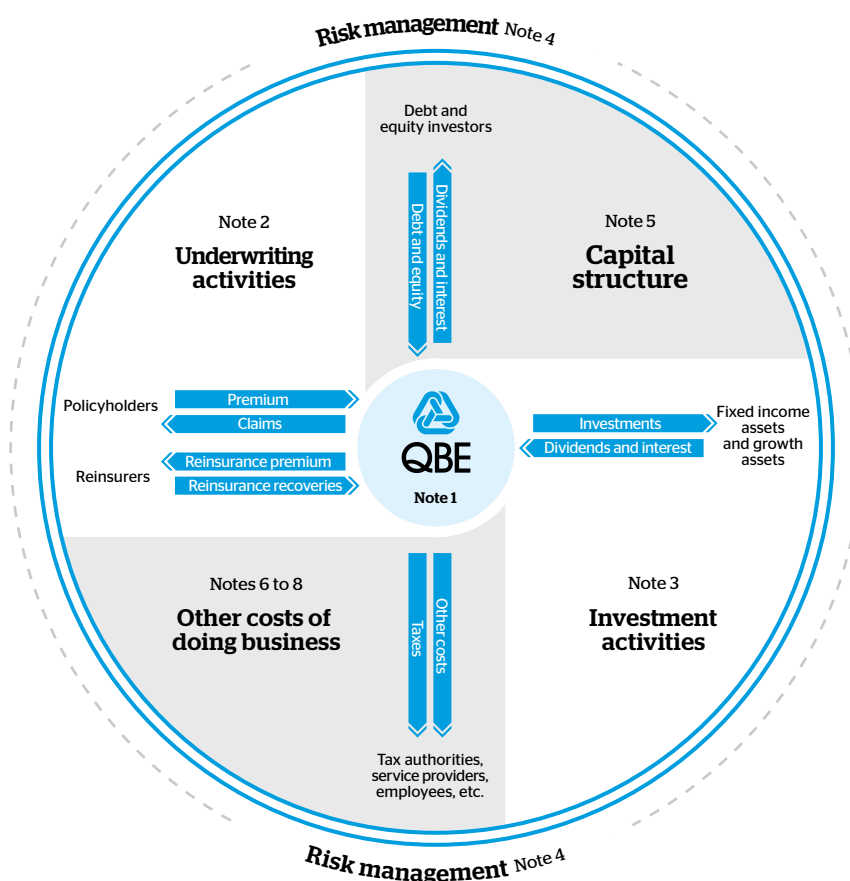 Risk management Note 4
Debt and
equity investors
Debt and equity
Dividends and interest
Note 2
Underwriting
activities
Note 5
Capital
structure
Policyholders
Premium
Claims
Reinsurers
Reinsurance premium
Reinsurance recoveries
QBE
Note 1
Investments
Dividends and interest
Fixed income
assets
and growth
assets
Notes 6 to 8
Other costs of
doing business
Taxes
Other costs
Note 3
Investment
activities
Tax authorities,
service providers,
employees, etc.
Risk management Note 4